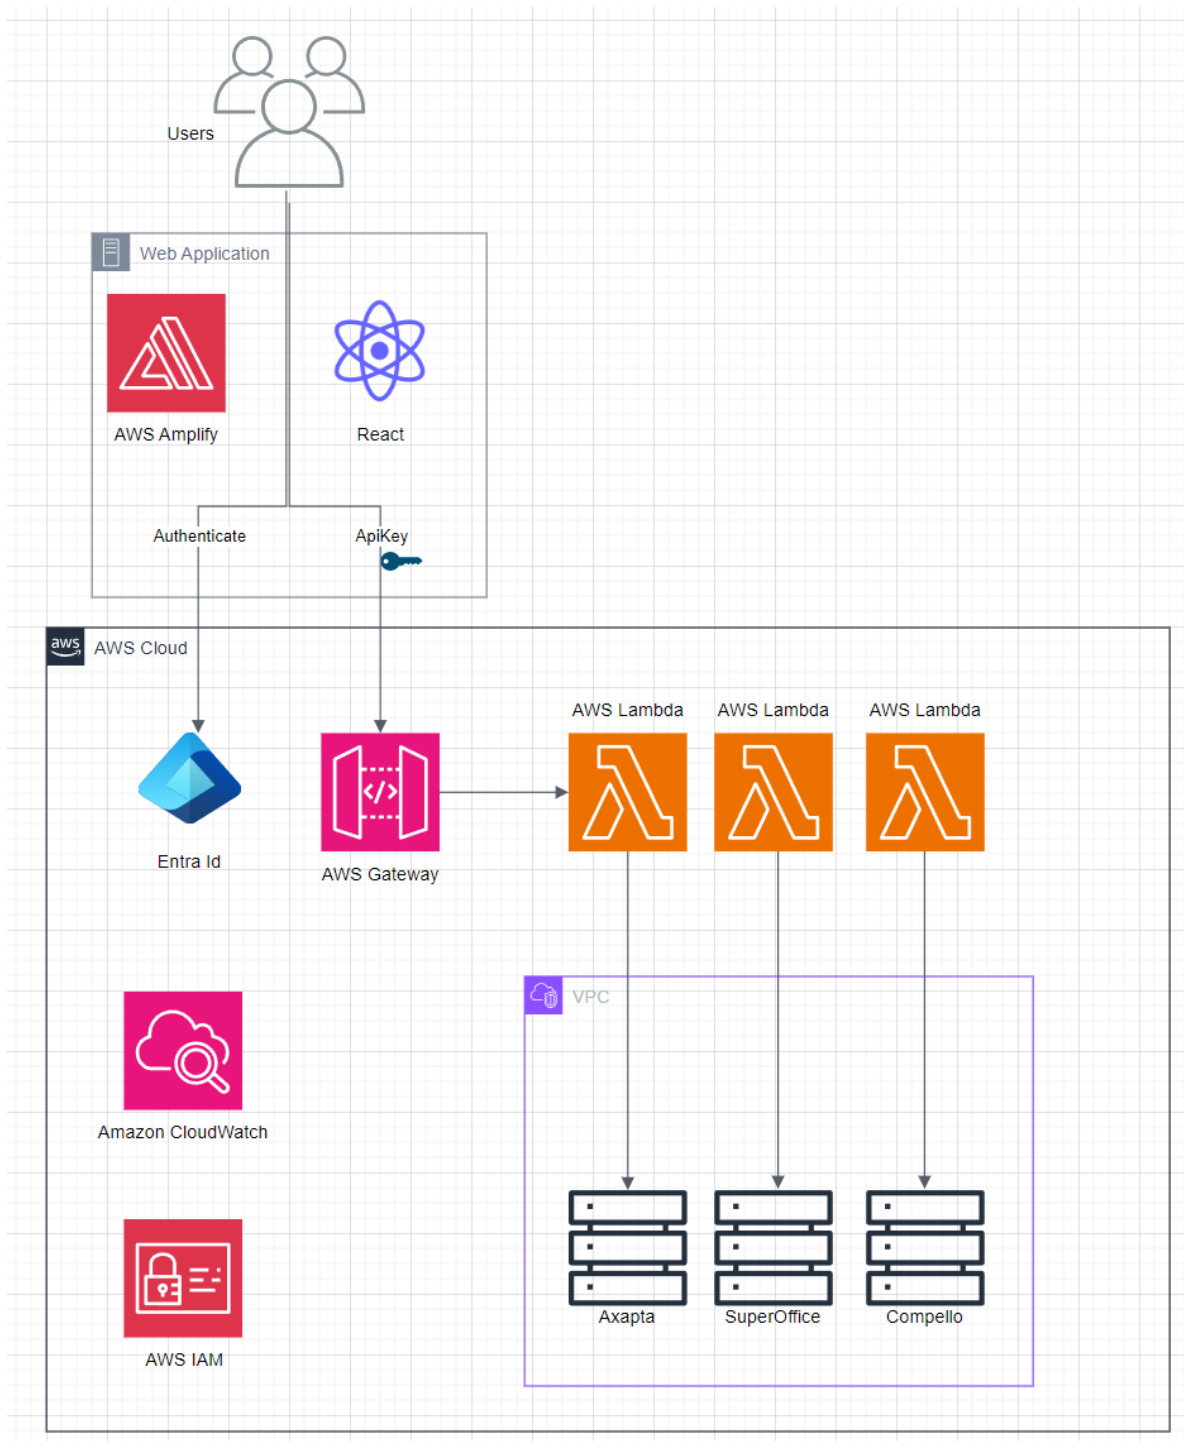 Users
Web Application
AWS Amplify
React
Authenticate
ApiKey
aws
AWS Cloud
AWS Lambda
AWS Lambda
AWS Lambda
</>
Entra Id
AWS Gateway
VPC
Amazon CloudWatch
Axapta
SuperOffice
Compello
AWS IAM